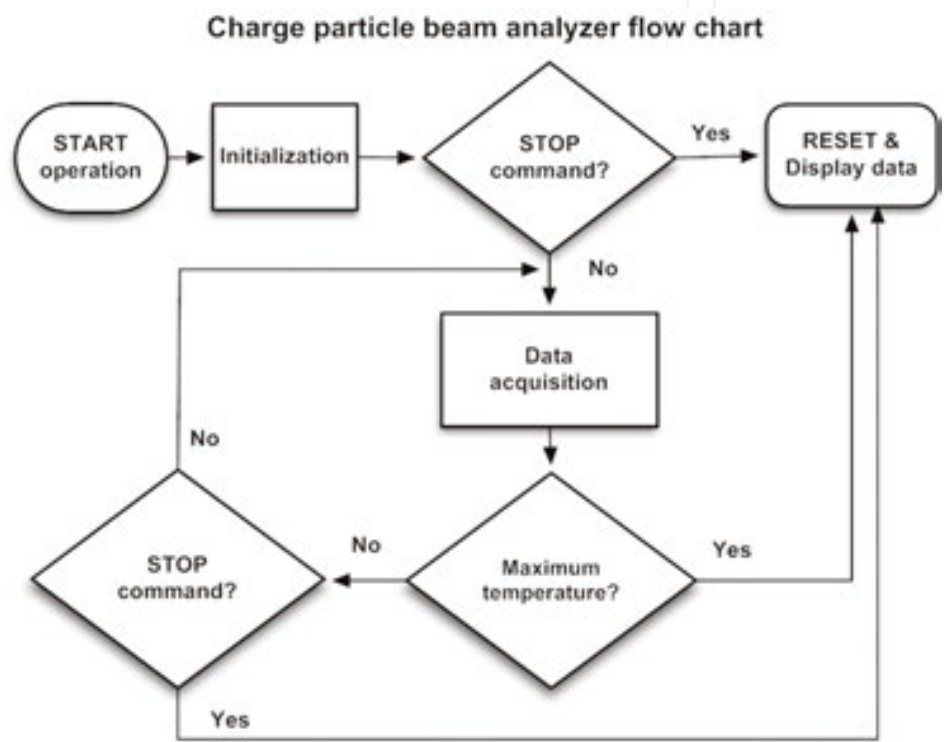 Charge particle beam analyzer flow chart
START
operation
Initialization
STOP
command?
Yes
RESET &
Display data
No
Data
acquisition
No
STOP
command?
No
Maximum
temperature?
Yes
Yes